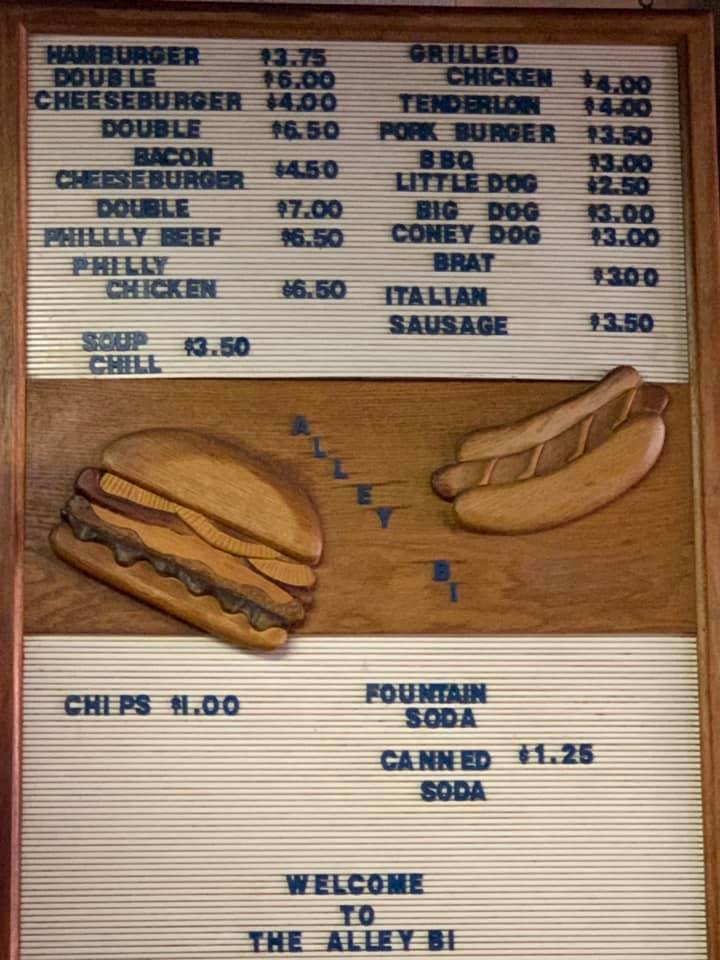 HAMBURGER $3.75
DOUBLE $6.00
CHEESEBURGER $4.00
DOUBLE $6.50
BACON
CHEESEBURGER $4.50
DOUBLE $7.00
PHILLLY BEEF $6.50
PHILLY
CHICKEN $6.50
SOUP $3.50
CHILL
GRILLED
CHICKEN $4.00
TENDERLOIN $4.00
PORK BURGER $3.50
BBQ $3.00
LITTLE DOG $2.50
BIG DOG $3.00
CONEY DOG $3.00
BRAT $300
ITALIAN
SAUSAGE $3.50
ALLEY
BI
CHIPS $1.00
FOUNTAIN
SODA
CANNED $1.25
SODA
WELCOME
TO
THE ALLEY BI